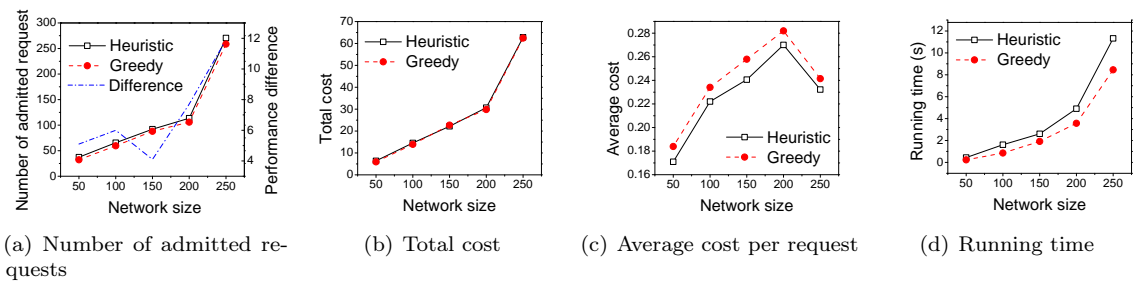 Number of admitted request
300
250
200
150
100
50
0
Heuristic
Greedy
Difference
12
10
8
6
4
Performance difference
50 100 150 200 250
Network size
(a) Number of admitted re-
quests
Total cost
70
60
50
40
30
20
10
0
Heuristic
Greedy
50 100 150 200 250
Network size
(b) Total cost
Average cost
0.28
0.26
0.24
0.22
0.20
0.18
0.16
Heuristic
Greedy
50 100 150 200 250
Network size
(c) Average cost per request
Running time (s)
12
10
8
6
4
2
0
Heuristic
Greedy
50 100 150 200 250
Network size
(d) Running time